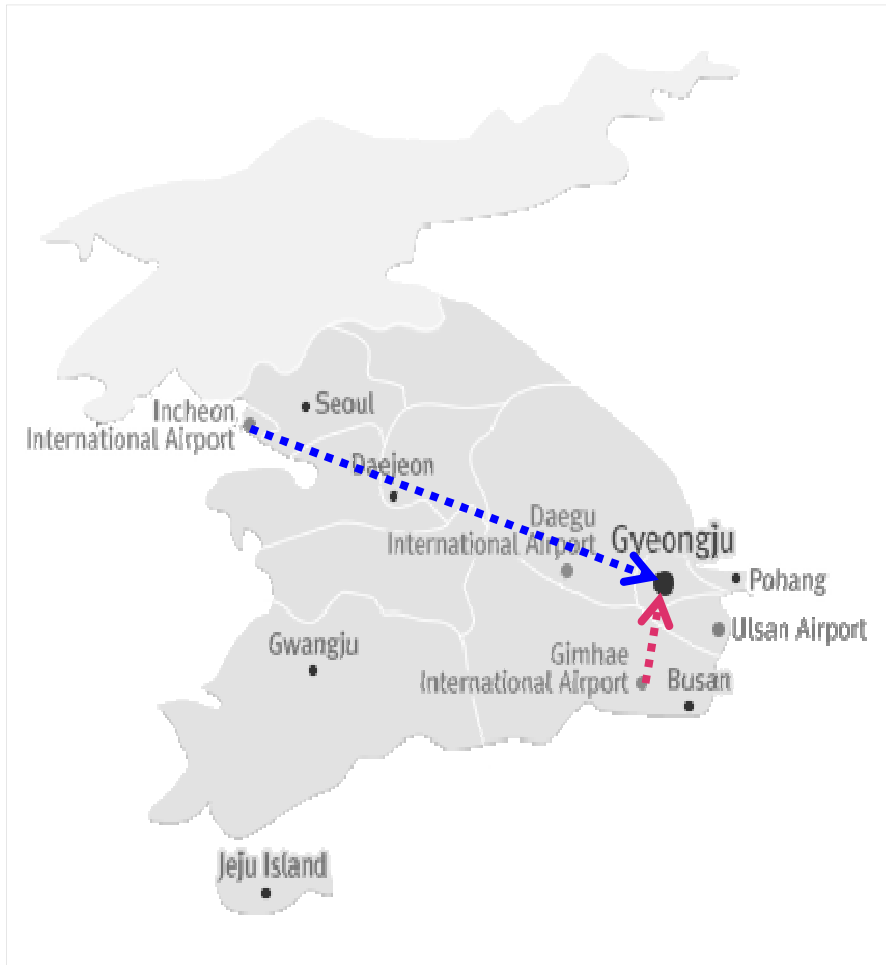 Incheon
International Airport
Seoul
Daejeon
Daegu
International Airport
Gyeongju
Pohang
Ulsan Airport
Gwangju
Gimhae
International Airport
Busan
Jeju Island